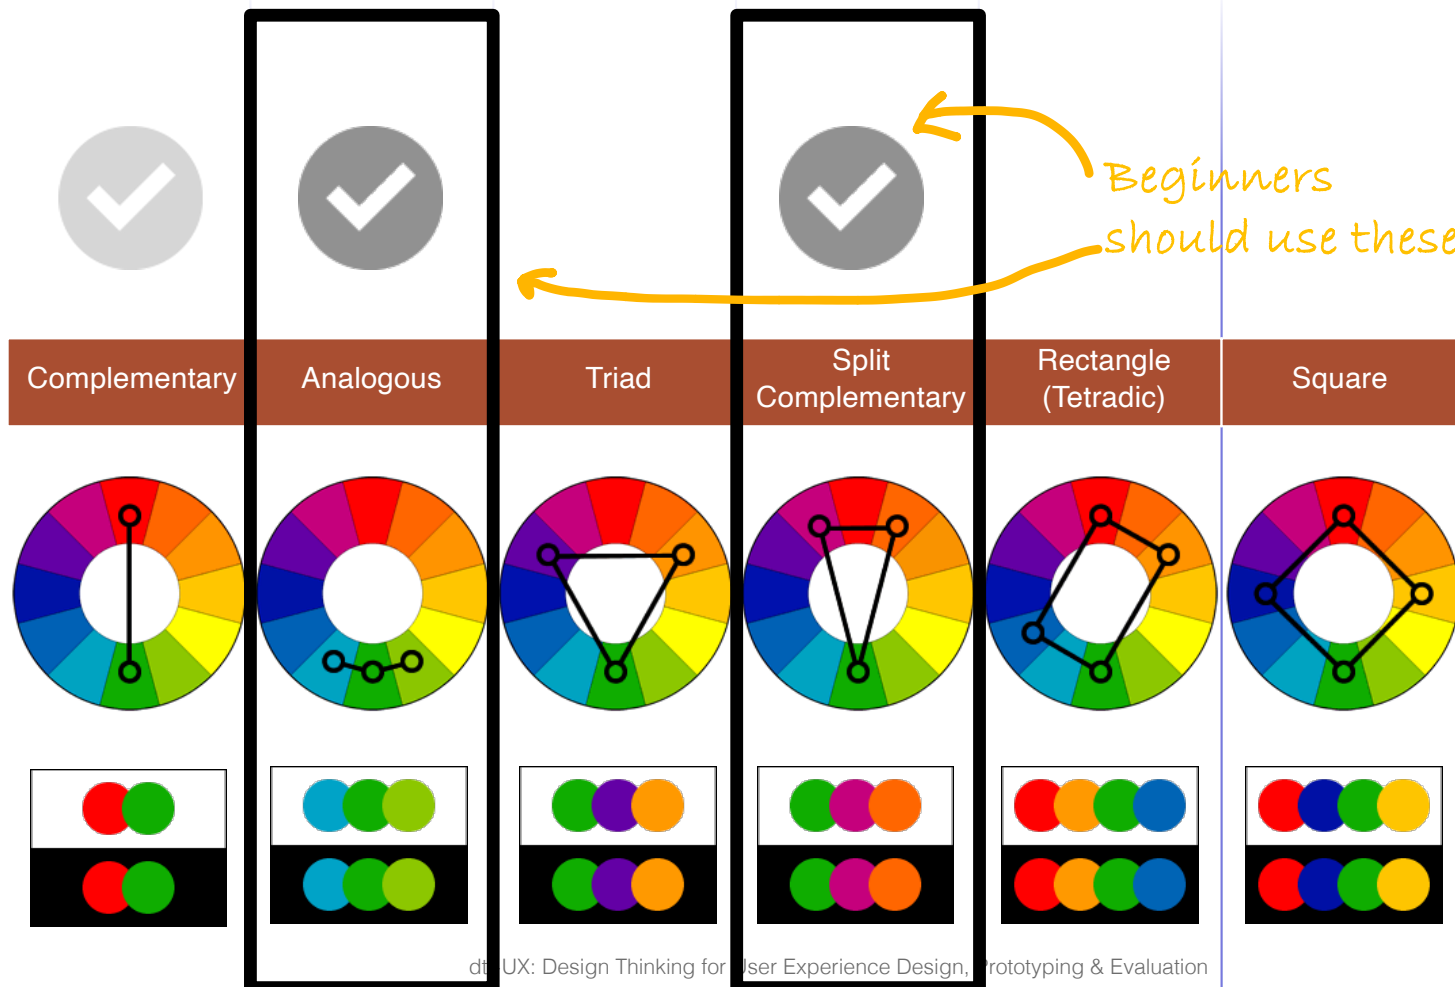 Beginners
should use these
Complementary
Analogous
Triad
Split
Complementary
Rectangle
(Tetradic)
Square
dt UX: Design Thinking for ser Experience Design, rototyping & Evaluation